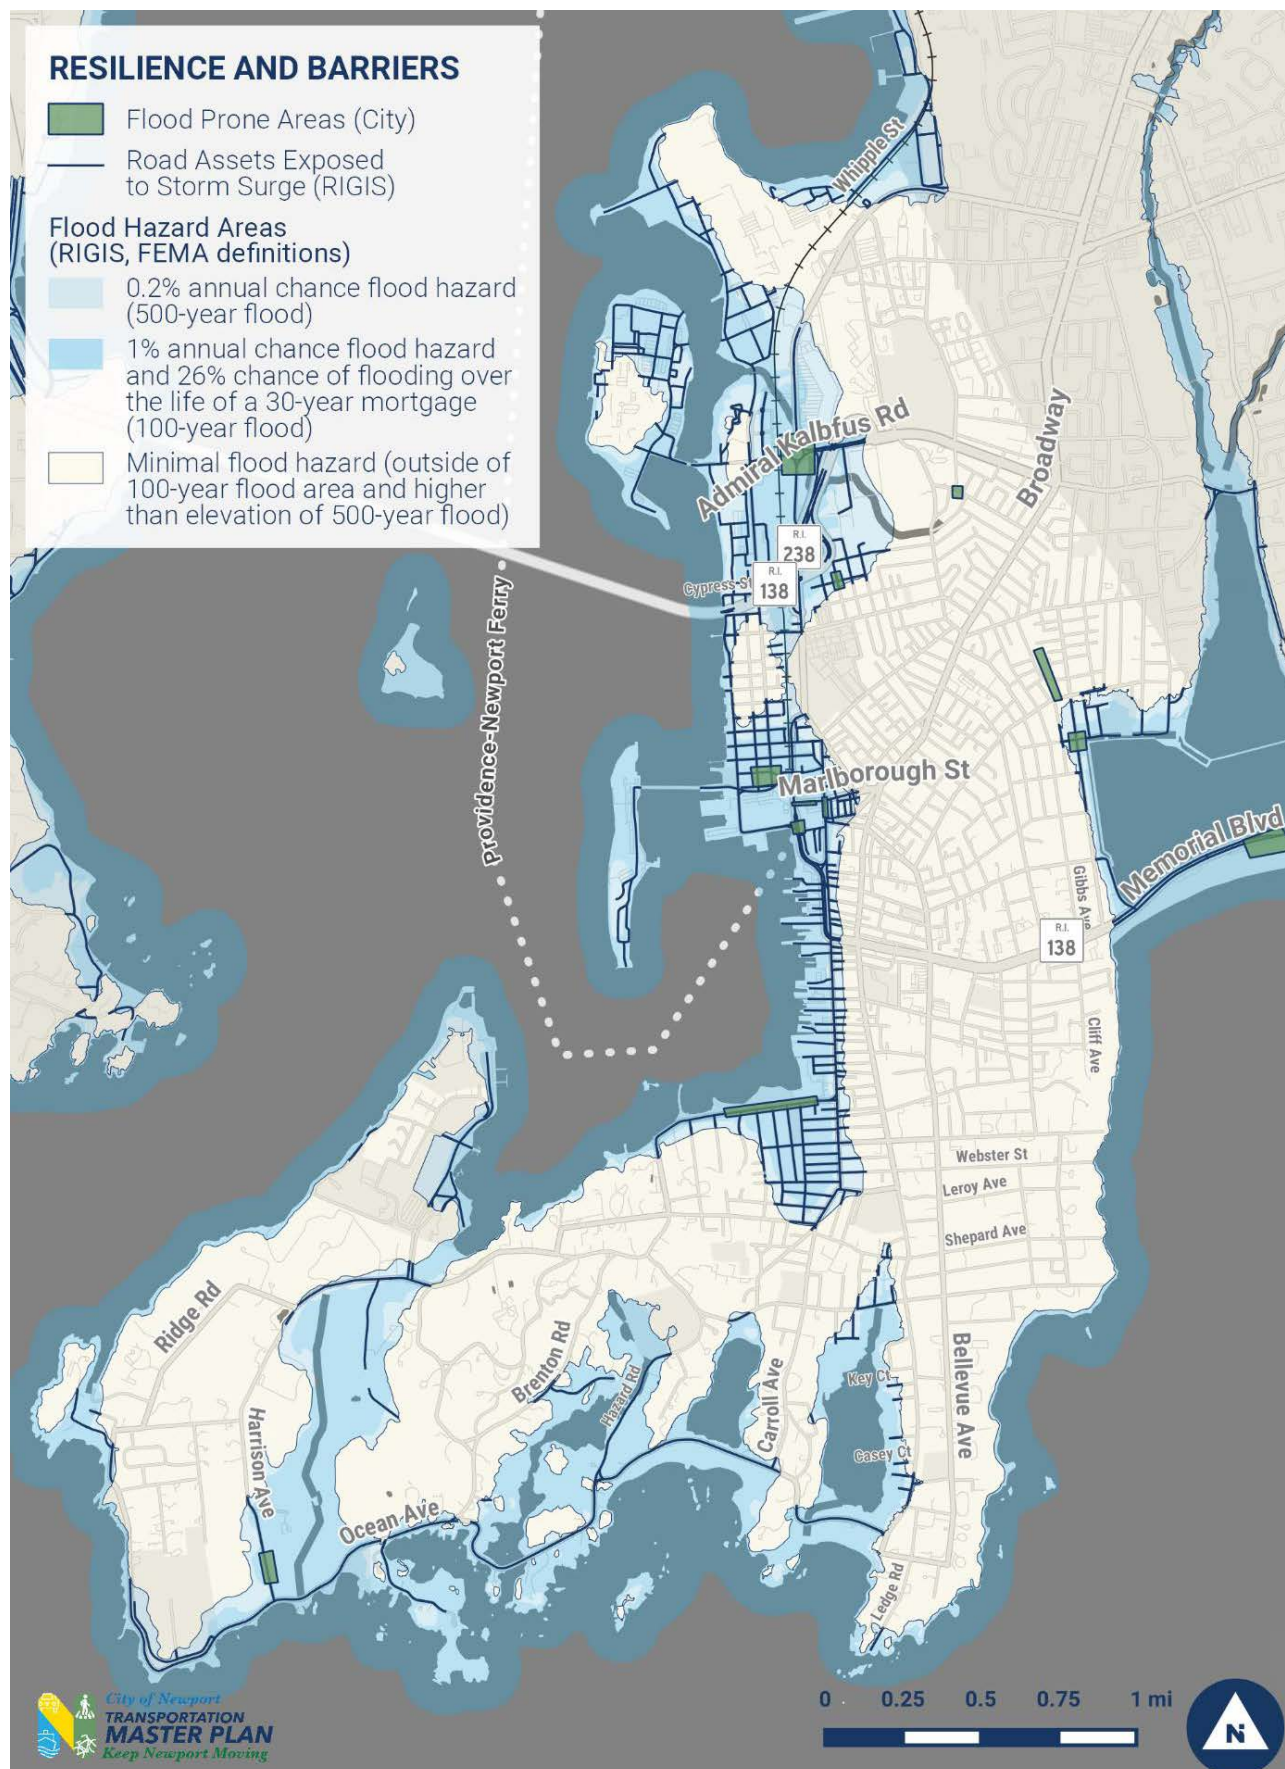 RESILIENCE AND BARRIERS
Flood Prone Areas (City)
Road Assets Exposed
to Storm Surge (RIGIS)
Flood Hazard Areas
(RIGIS, FEMA definitions)
0.2% annual chance flood hazard
(500-year flood)
1% annual chance flood hazard
and 26% chance of flooding over
the life of a 30-year mortgage
(100-year flood)
Minimal flood hazard (outside of
100-year flood area and higher
than elevation of 500-year flood)
Whipple St
Admiral Kalbfus Rd
Broadway
R.I.
238
R.I.
138
Cypress St
Providence-Newport Ferry
Marlborough St
Memorial Blvd
Gibbs Ave
R.I.
138
Cliff Ave
Webster St
Leroy Ave
Shepard Ave
Ridge Rd
Brenton Rd
Hazard Rd
Carroll Ave
Key Ct
Bellevue Ave
Harrison Ave
Casey Ct
Ocean Ave
Ledge Rd
City of Newport
TRANSPORTATION
MASTER PLAN
Keep Newport Moving
0 0.25 0.5 0.75 1 mi
N